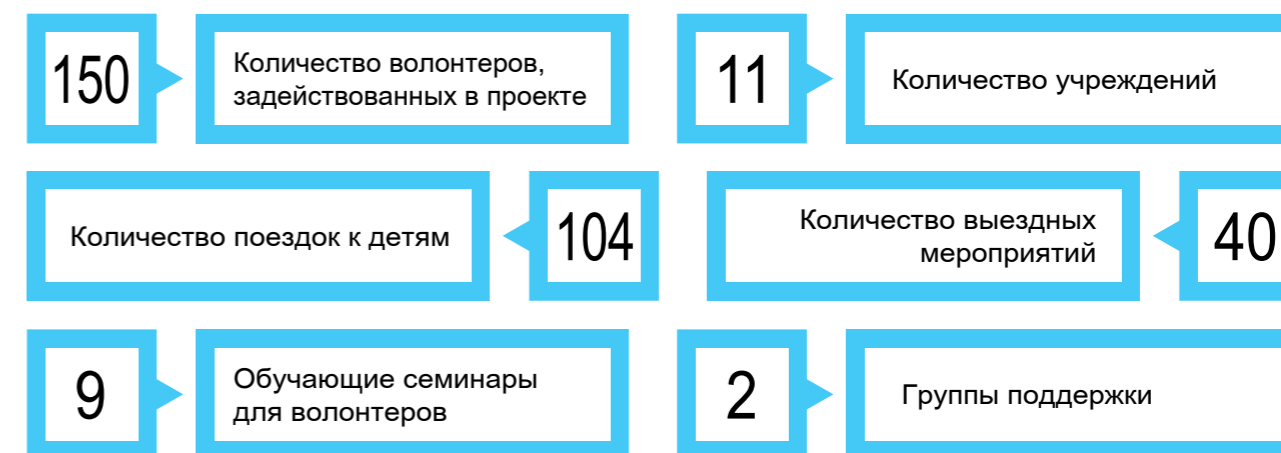 150
Количество волонтеров,
задействованных в проекте
11
Количество учреждений
Количество поездок к детям
104
Количество выездных
мероприятий
40
9
Обучающие семинары
для волонтеров
2
Группы поддержки